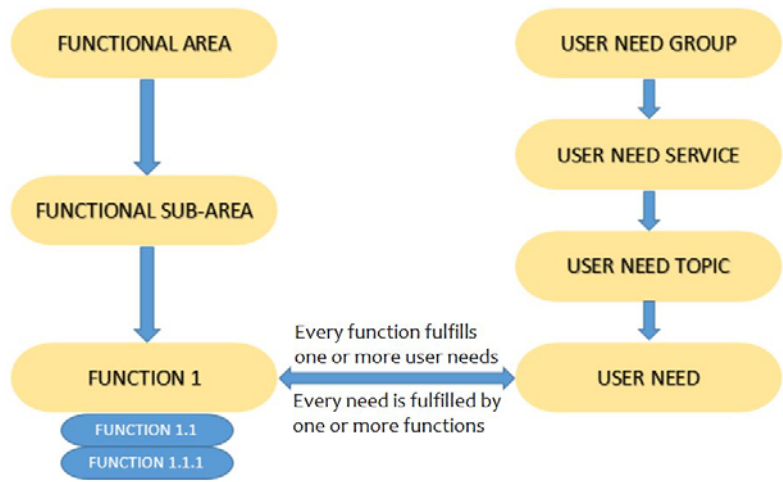 FUNCTIONAL AREA
FUNCTIONAL SUB-AREA
FUNCTION 1
FUNCTION 1.1
FUNCTION 1.1.1
Every function fulfills
one or more user needs
Every need is fulfilled by
one or more functions
USER NEED GROUP
USER NEED SERVICE
USER NEED TOPIC
USER NEED